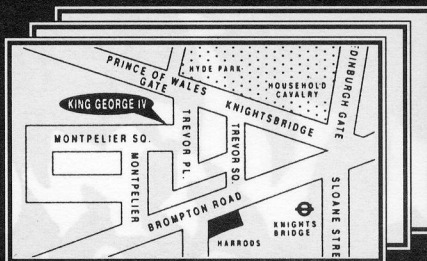 PRINCE OF WALES
GATE
HYDE PARK
HOUSEHOLD
CAVALRY
EDINBURGH GATE
KING GEORGE IV
KNIGHTSBRIDGE
MONTPELIER SQ.
TREVOR PL.
TREVOR SQ.
MONTPELIER
BROMPTON ROAD
HARRODS
KNIGHTS
BRIDGE
SLOANE STRE